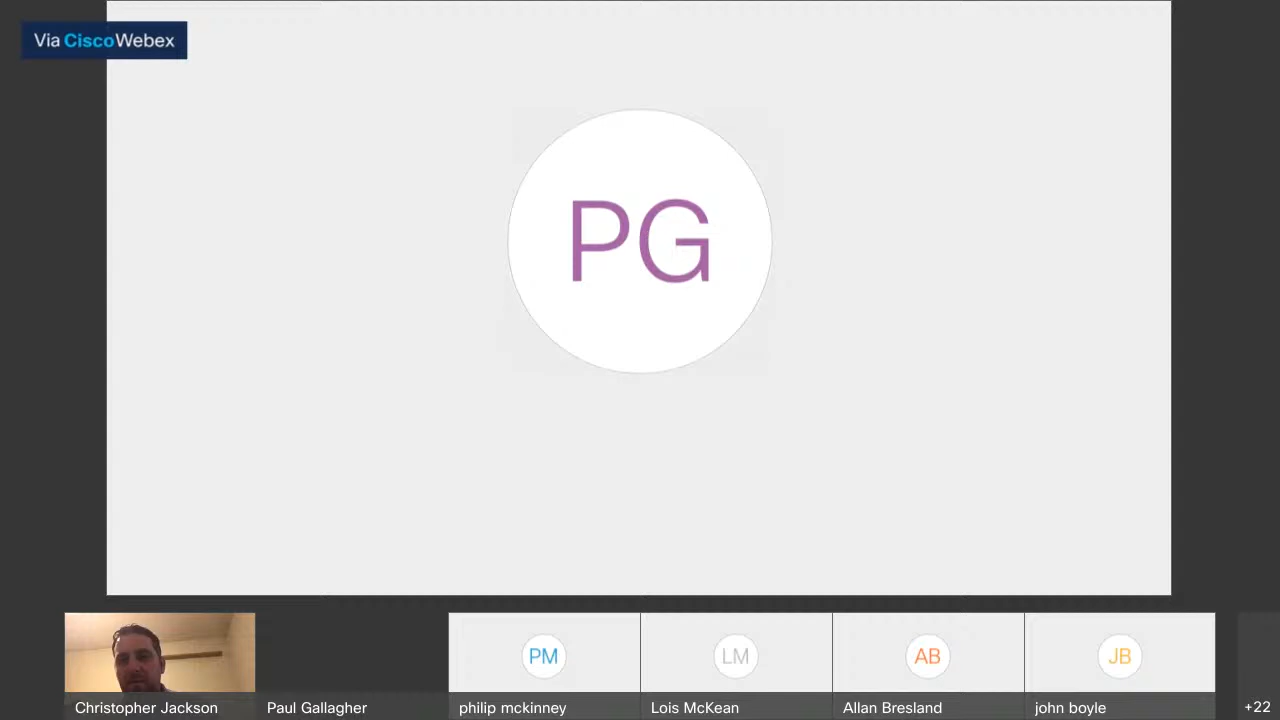 Via CiscoWebex
PG
PM
LM
AB
JB
Christopher Jackson
Paul Gallagher
philip mckinney
Lois McKean
Allan Bresland
john boyle
+22